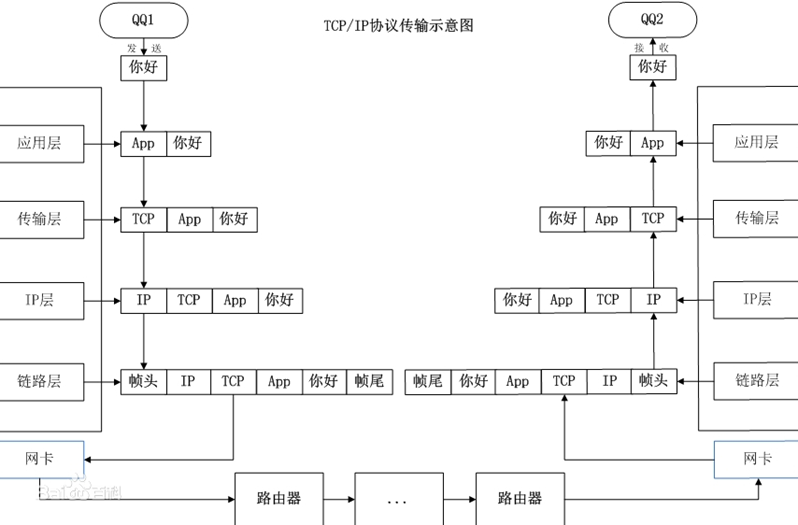 QQ1
TCP/IP协议传输示意图
QQ2
发 送
接 收
你好
你好
应用层
App 你好
你好 App
应用层
传输层
TCP App 你好
你好 App TCP
传输层
IP层
IP TCP App 你好
你好 App TCP IP
IP层
链路层
帧头 IP TCP App 你好 帧尾
帧尾 你好 App TCP IP 帧头
链路层
网卡
网卡
Bai 百科
路由器
...
路由器